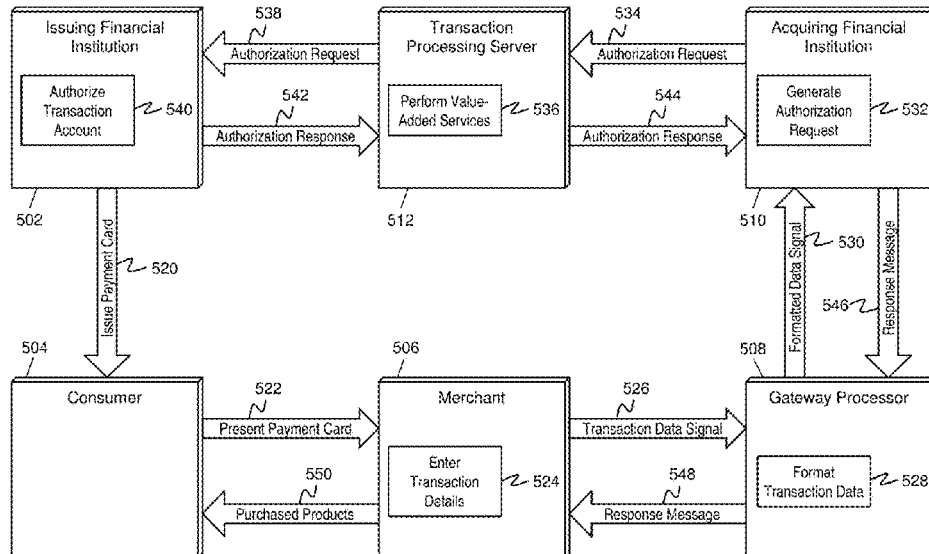 Issuing Financial
Institution
538
Authorization Request
Transaction
Processing Server
534
Authorization Request
Acquiring Financial
Institution
Authorize
Transaction
Account
540
542
Authorization Response
Perform Value-
Added Services
536
544
Authorization Response
Generate
Authorization
Request
532
502
512
510
Issue Payment Card
520
Formatted Data Signal
530
Response Message
546
504
506
508
Consumer
522
Present Payment Card
Merchant
526
Transaction Data Signal
Gateway Processor
550
Purchased Products
Enter
Transaction
Details
524
548
Response Message
Format
Transaction Data
528